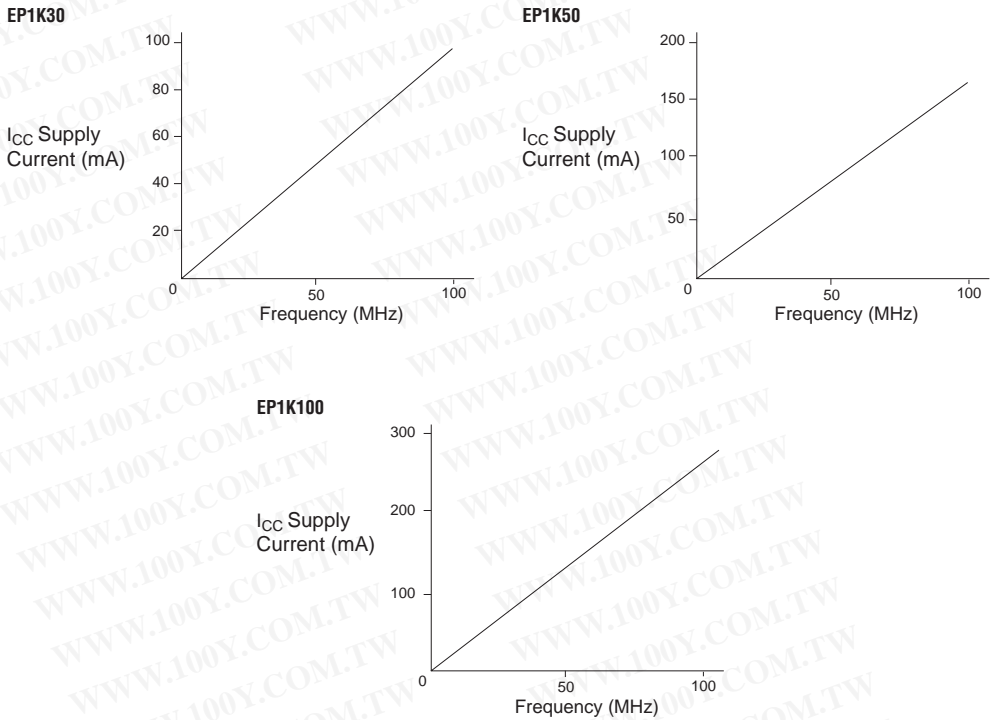 EP1K30
100
80
60
40
20
I_CC Supply
Current (mA)
0
50
100
Frequency (MHz)
EP1K50
200
150
100
50
I_CC Supply
Current (mA)
0
50
100
Frequency (MHz)
EP1K100
300
200
100
I_CC Supply
Current (mA)
0
50
100
Frequency (MHz)
WWW.100Y.COM.TW